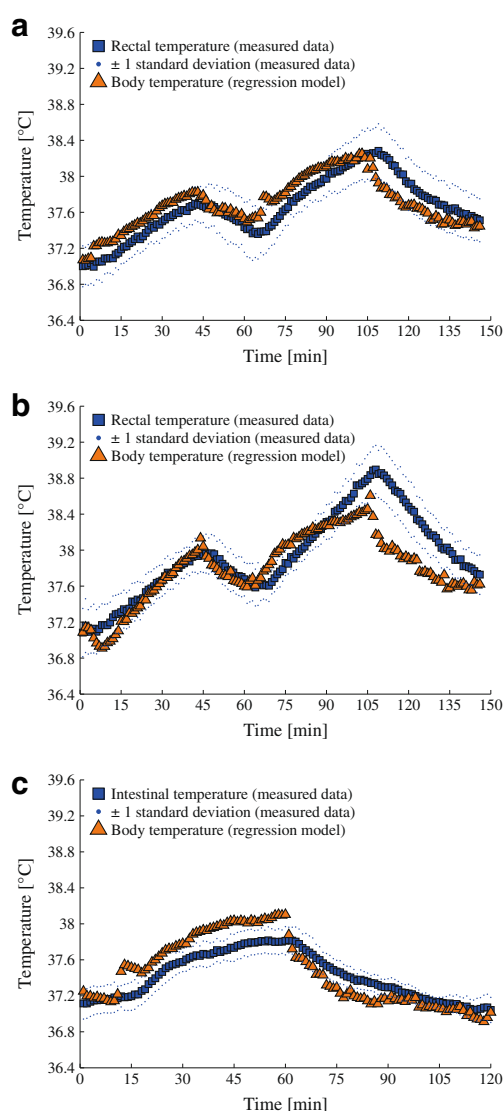 a
39.6
39.2
38.8
38.4
38
37.6
37.2
36.8
36.4
Temperature [°C]
Rectal temperature (measured data)
± 1 standard deviation (measured data)
Body temperature (regression model)
0 15 30 45 60 75 90 105 120 135 150
Time [min]
b
39.6
39.2
38.8
38.4
38
37.6
37.2
36.8
36.4
Temperature [°C]
Rectal temperature (measured data)
± 1 standard deviation (measured data)
Body temperature (regression model)
0 15 30 45 60 75 90 105 120 135 150
Time [min]
c
39.6
39.2
38.8
38.4
38
37.6
37.2
36.8
36.4
Temperature [°C]
Intestinal temperature (measured data)
± 1 standard deviation (measured data)
Body temperature (regression model)
0 15 30 45 60 75 90 105 120
Time [min]